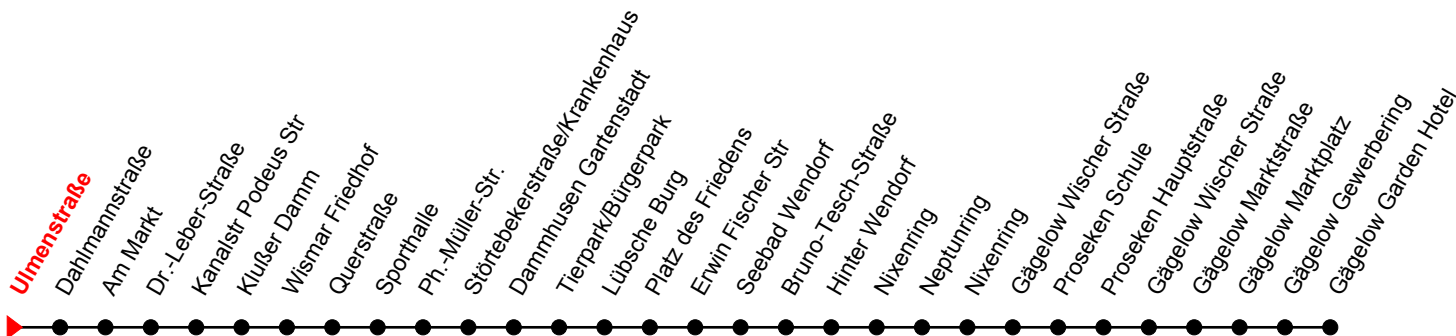 Ulmenstraße
Dahlmannstraße
Am Markt
Dr.-Leber-Straße
Kanalstr Podeus Str
Klußer Damm
Wismar Friedhof
Querstraße
Sporthalle
Ph.-Müller-Str.
Störtebekerstraße/Krankenhaus
Dammhusen Gartenstadt
Tierpark/Bürgerpark
Lübsche Burg
Platz des Friedens
Erwin Fischer Str
Seebad Wendorf
Bruno-Tesch-Straße
Hinter Wendorf
Nixenring
Neptunring
Nixenring
Gägelow Wischer Straße
Proseken Schule
Proseken Hauptstraße
Gägelow Wischer Straße
Gägelow Marktstraße
Gägelow Marktplatz
Gägelow Gewerbering
Gägelow Garden Hotel